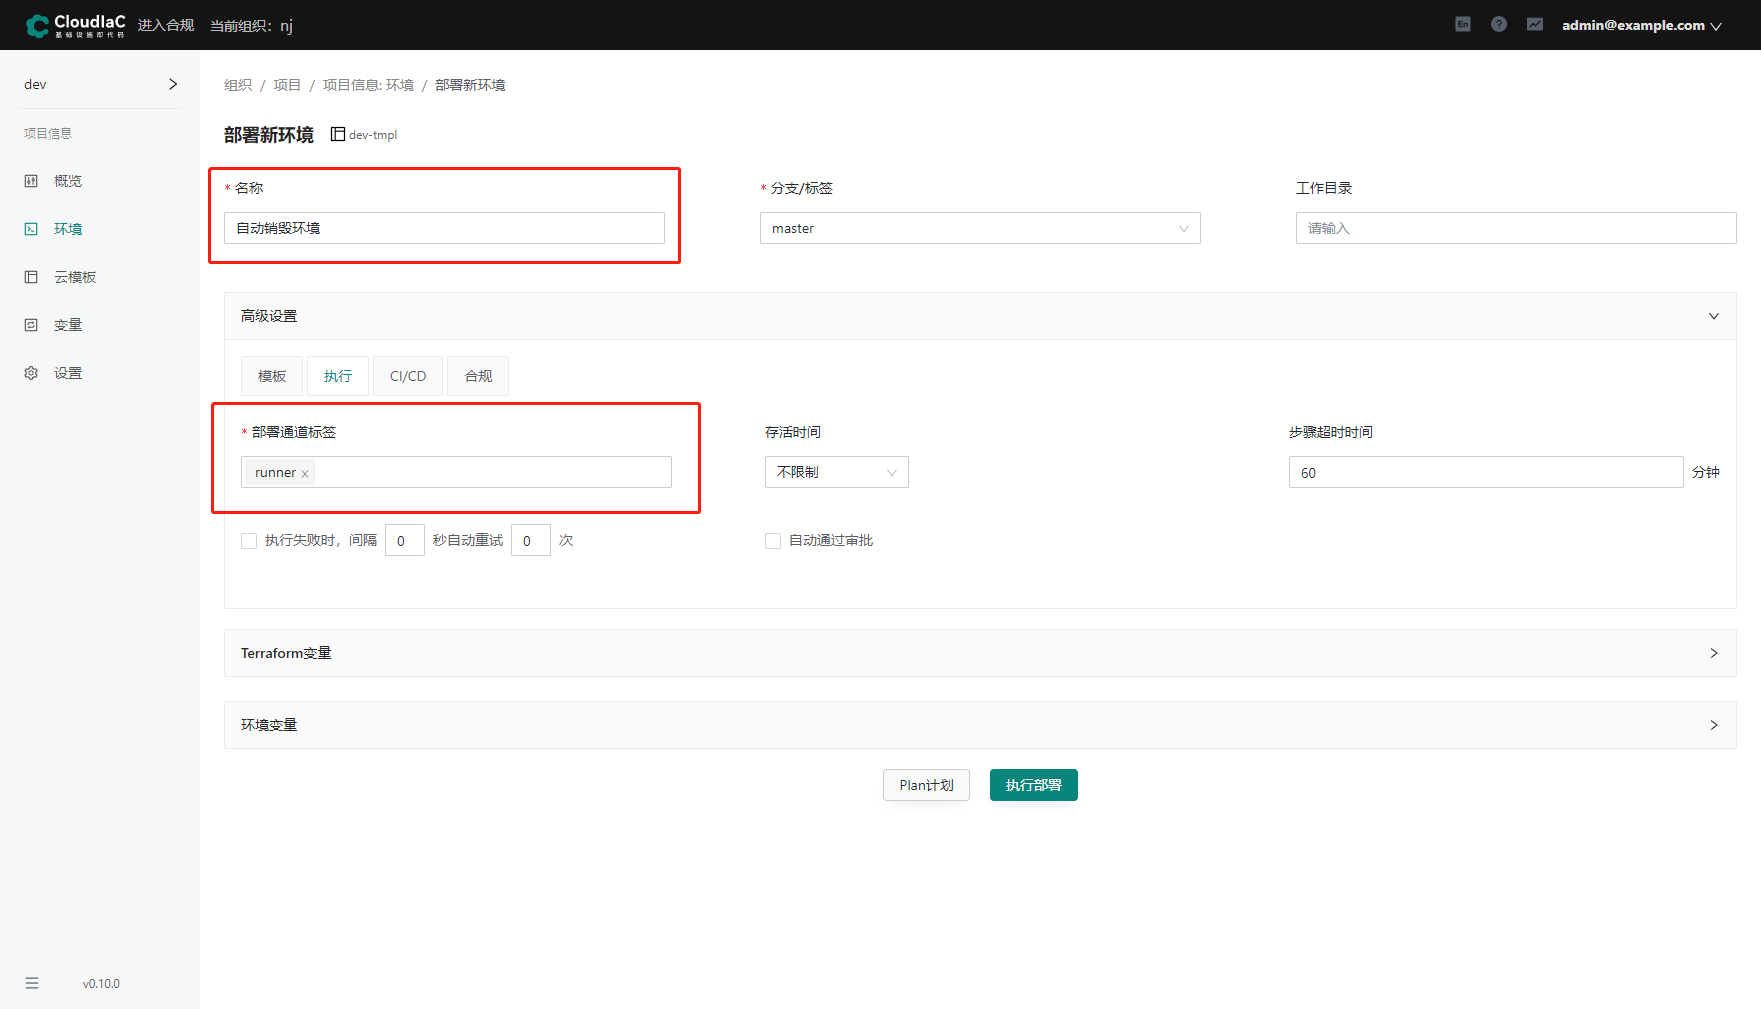 CloudIaC
基础设施即代码
进入合规
当前组织: nj
En
admin@example.com
dev
项目信息
概览
环境
云模板
变量
设置
v0.10.0
组织 / 项目 / 项目信息: 环境 / 部署新环境
部署新环境 dev-tmpl
* 名称
自动销毁环境
* 分支/标签
master
工作目录
请输入
高级设置
模板 执行 CI/CD 合规
* 部署通道标签
runner ×
存活时间
不限制
步骤超时时间
60 分钟
执行失败时，间隔 0 秒自动重试 0 次
自动通过审批
Terraform变量
环境变量
Plan计划 执行部署